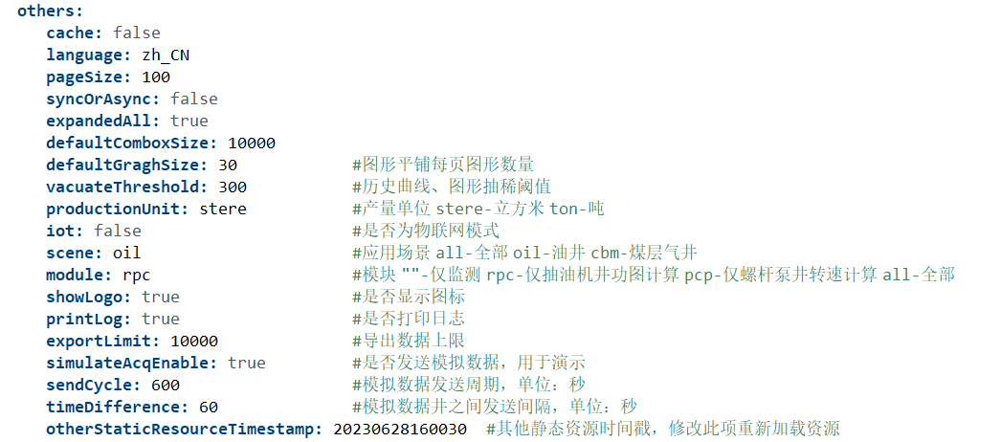 others:
cache: false
language: zh_CN
pageSize: 100
syncOrAsync: false
expandedAll: true
defaultComboxSize: 10000
defaultGraghSize: 30 #图形平铺每页图形数量
vacuateThreshold: 300 #历史曲线、图形抽稀阈值
productionUnit: stere #产量单位 stere-立方米 ton-吨
iot: false #是否为物联网模式
scene: oil #应用场景 all-全部 oil-油井 cbm-煤层气井
module: rpc #模块 ""-仅监测 rpc-仅抽油机井功图计算 pcp-仅螺杆泵井转速计算 all-全部
showLogo: true #是否显示图标
printLog: true #是否打印日志
exportLimit: 10000 #导出数据上限
simulateAcqEnable: true #是否发送模拟数据，用于演示
sendCycle: 600 #模拟数据发送周期，单位：秒
timeDifference: 60 #模拟数据井之间发送间隔，单位：秒
otherStaticResourceTimestamp: 20230628160030 #其他静态资源时间戳，修改此项重新加载资源